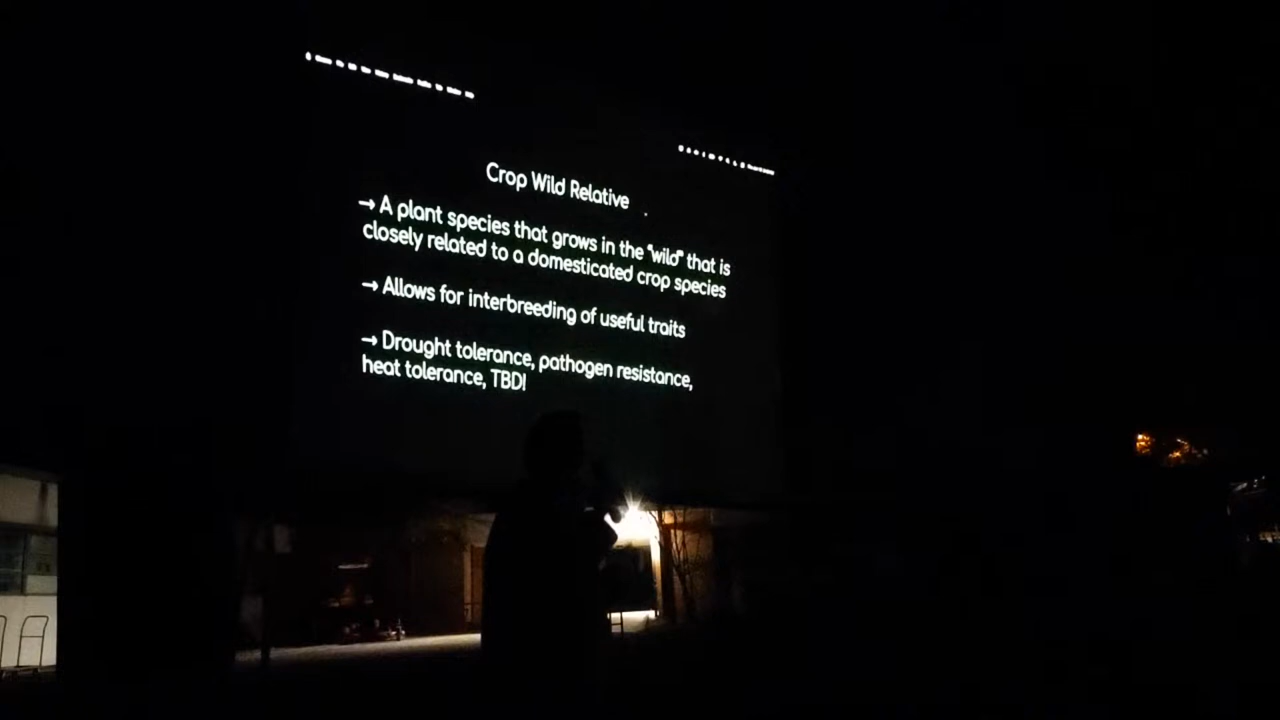 Crop Wild Relative
→ A plant species that grows in the "wild" that is
closely related to a domesticated crop species
→ Allows for interbreeding of useful traits
→ Drought tolerance, pathogen resistance,
heat tolerance, TBD!